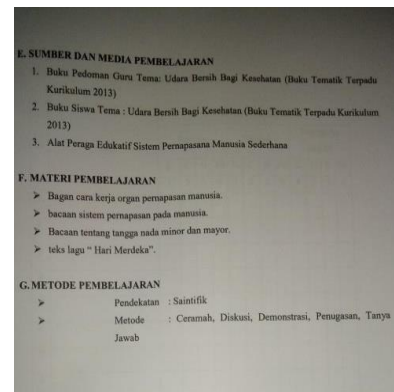 E. SUMBER DAN MEDIA PEMBELAJARAN
1. Buku Pedoman Guru Tema: Udara Bersih Bagi Kesehatan (Buku Tematik Terpadu
Kurikulum 2013)
2. Buku Siswa Tema : Udara Bersih Bagi Kesehatan (Buku Tematik Terpadu Kurikulum
2013)
3. Alat Peraga Edukatif Sistem Pernapasana Manusia Sederhana
F. MATERI PEMBELAJARAN
➤ Bagan cara kerja organ pernapasan manusia.
➤ bacaan sistem pernapasan pada manusia.
➤ Bacaan tentang tangga nada minor dan mayor.
➤ teks lagu “ Hari Merdeka”.
G. METODE PEMBELAJARAN
➤ Pendekatan : Saintifik
➤ Metode : Ceramah, Diskusi, Demonstrasi, Penugasan, Tanya
Jawab